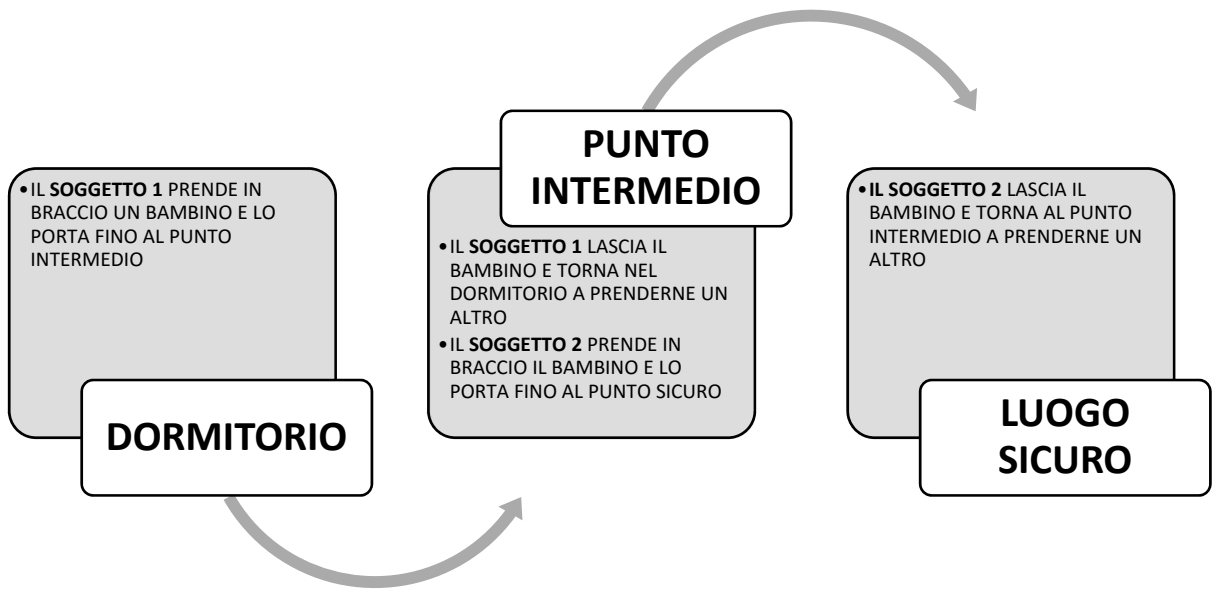 •IL SOGGETTO 1 PRENDE IN
BRACCIO UN BAMBINO E LO
PORTA FINO AL PUNTO
INTERMEDIO
DORMITORIO
PUNTO
INTERMEDIO
•IL SOGGETTO 1 LASCIA IL
BAMBINO E TORNA NEL
DORMITORIO A PRENDERNE UN
ALTRO
•IL SOGGETTO 2 PRENDE IN
BRACCIO IL BAMBINO E LO
PORTA FINO AL PUNTO SICURO
•IL SOGGETTO 2 LASCIA IL
BAMBINO E TORNA AL PUNTO
INTERMEDIO A PRENDERNE UN
ALTRO
LUOGO
SICURO